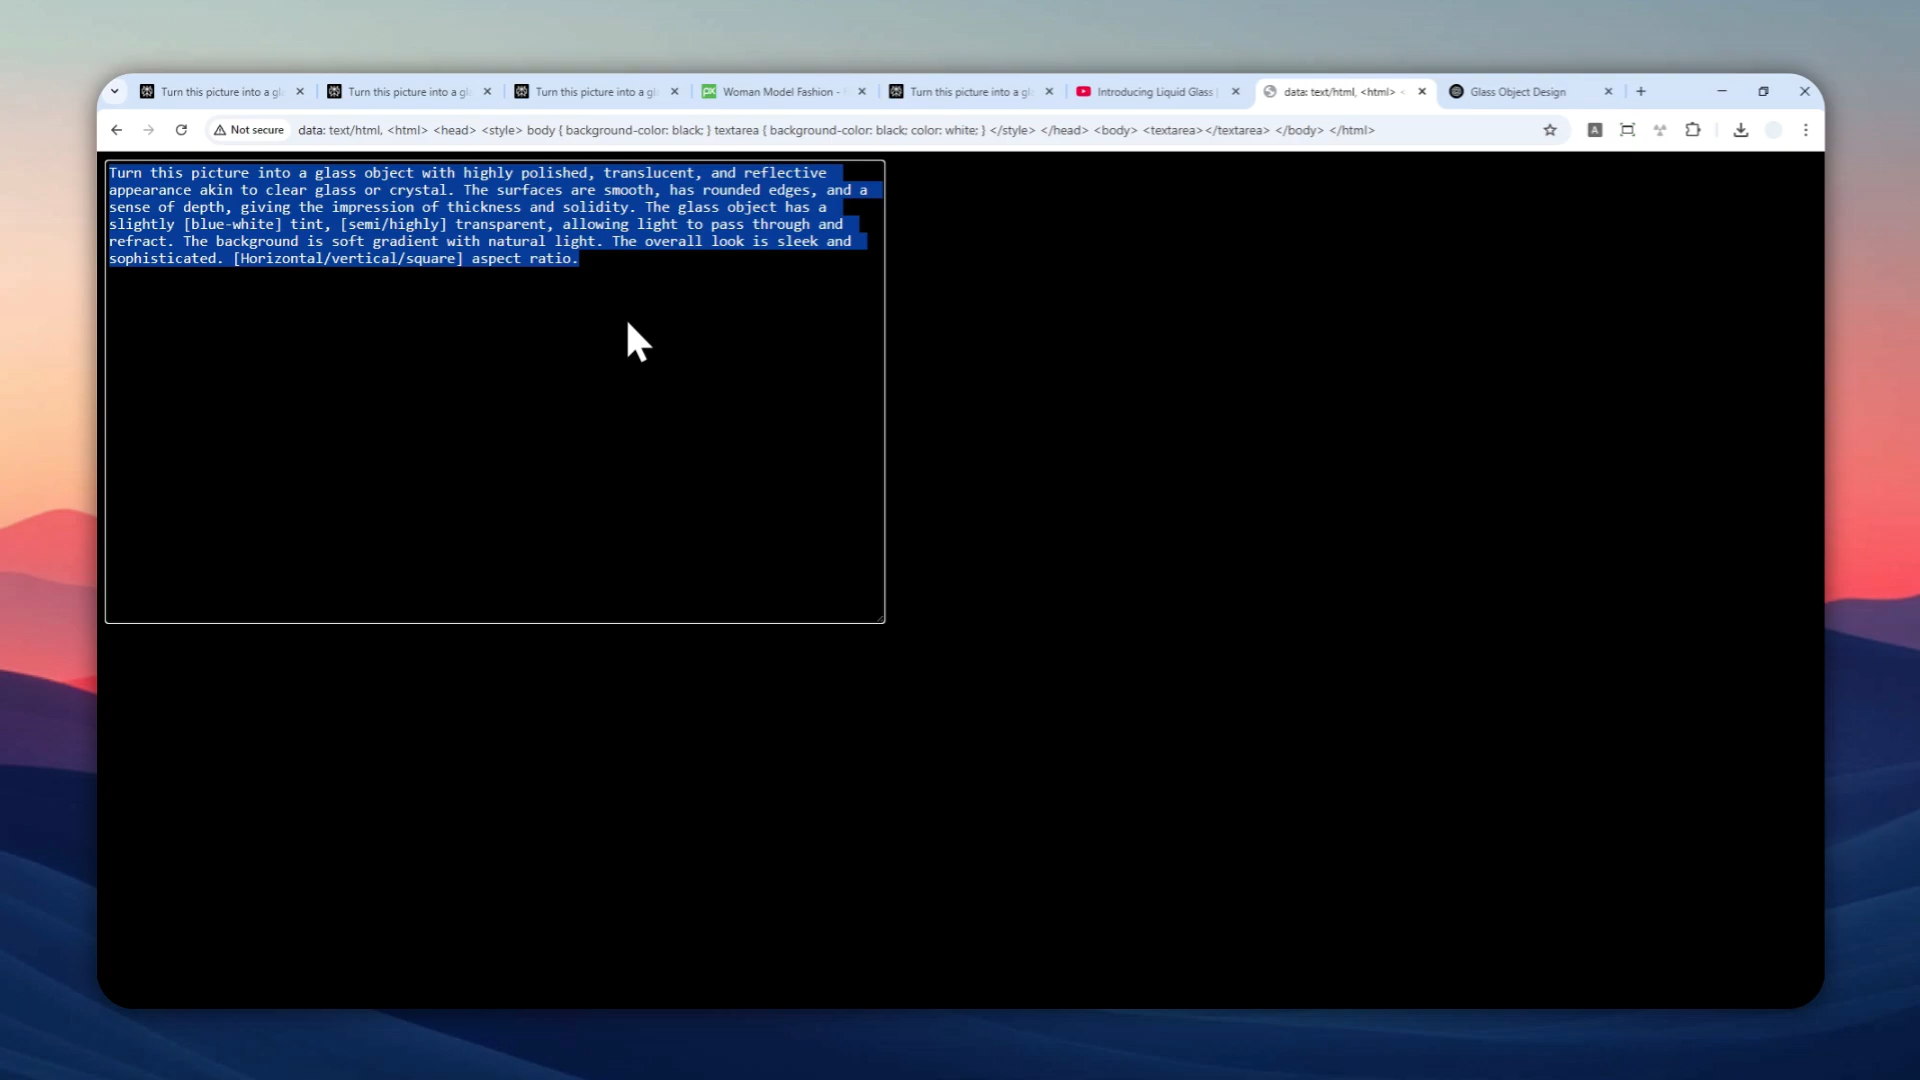 Turn this picture into a gl
Turn this picture into a gl
Turn this picture into a gl
Woman Model Fashion -
Turn this picture into a gl
Introducing Liquid Glass
data: text/html, <html> <
Glass Object Design
Not secure
data: text/html, <html> <head> <style> body { background-color: black; } textarea { background-color: black; color: white; } </style> </head> <body> <textarea></textarea> </body> </html>
Turn this picture into a glass object with highly polished, translucent, and reflective
appearance akin to clear glass or crystal. The surfaces are smooth, has rounded edges, and a
sense of depth, giving the impression of thickness and solidity. The glass object has a
slightly [blue-white] tint, [semi/highly] transparent, allowing light to pass through and
refract. The background is soft gradient with natural light. The overall look is sleek and
sophisticated. [Horizontal/vertical/square] aspect ratio.